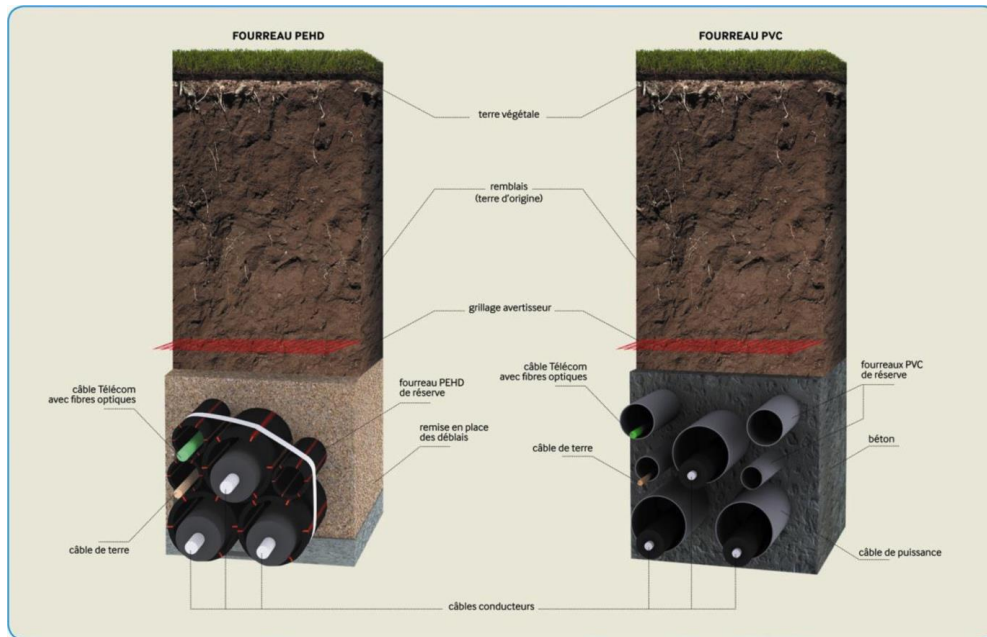 FOURREAU PEHD
FOURREAU PVC
terre végétale
remblais
(terre d'origine)
grillage avertisseur
câble Télécom
avec fibres optiques
fourreau PEHD
de réserve
remise en place
des déblais
câble de terre
câble Télécom
avec fibres optiques
câble de terre
fourreaux PVC
de réserve
béton
câble de puissance
câbles conducteurs